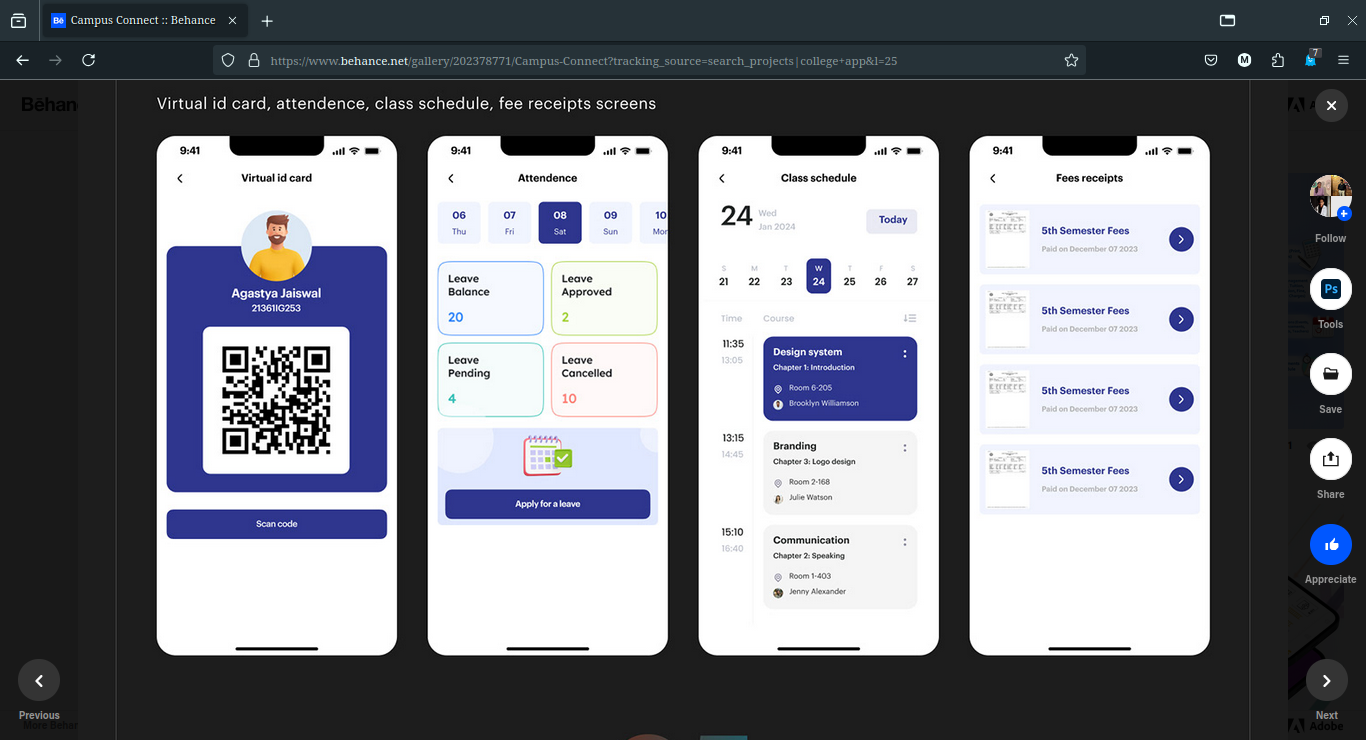 Bē Campus Connect :: Behance
https://www.behance.net/gallery/202378771/Campus-Connect?tracking_source=search_projects|college+app&l=25
M
7
Virtual id card, attendence, class schedule, fee receipts screens
9:41
Virtual id card
Agastya Jaiswal
21361IG253
Scan code
9:41
Attendence
06 07 08 09 10
Thu Fri Sat Sun Mon
Leave
Balance
20
Leave
Approved
2
Leave
Pending
4
Leave
Cancelled
10
Apply for a leave
9:41
Class schedule
24 Wed
Jan 2024
Today
S M T W T F S
21 22 23 24 25 26 27
Time Course
11:35
13:05
Design system
Chapter 1: Introduction
Room 6-205
Brooklyn Williamson
13:15
14:45
Branding
Chapter 3: Logo design
Room 2-168
Julie Watson
15:10
16:40
Communication
Chapter 2: Speaking
Room 1-403
Jenny Alexander
9:41
Fees receipts
5th Semester Fees
Paid on December 07 2023
5th Semester Fees
Paid on December 07 2023
5th Semester Fees
Paid on December 07 2023
5th Semester Fees
Paid on December 07 2023
Follow
Ps
Tools
Save
Share
Appreciate
Previous
Next
More Behan
Adobe
Bēhan